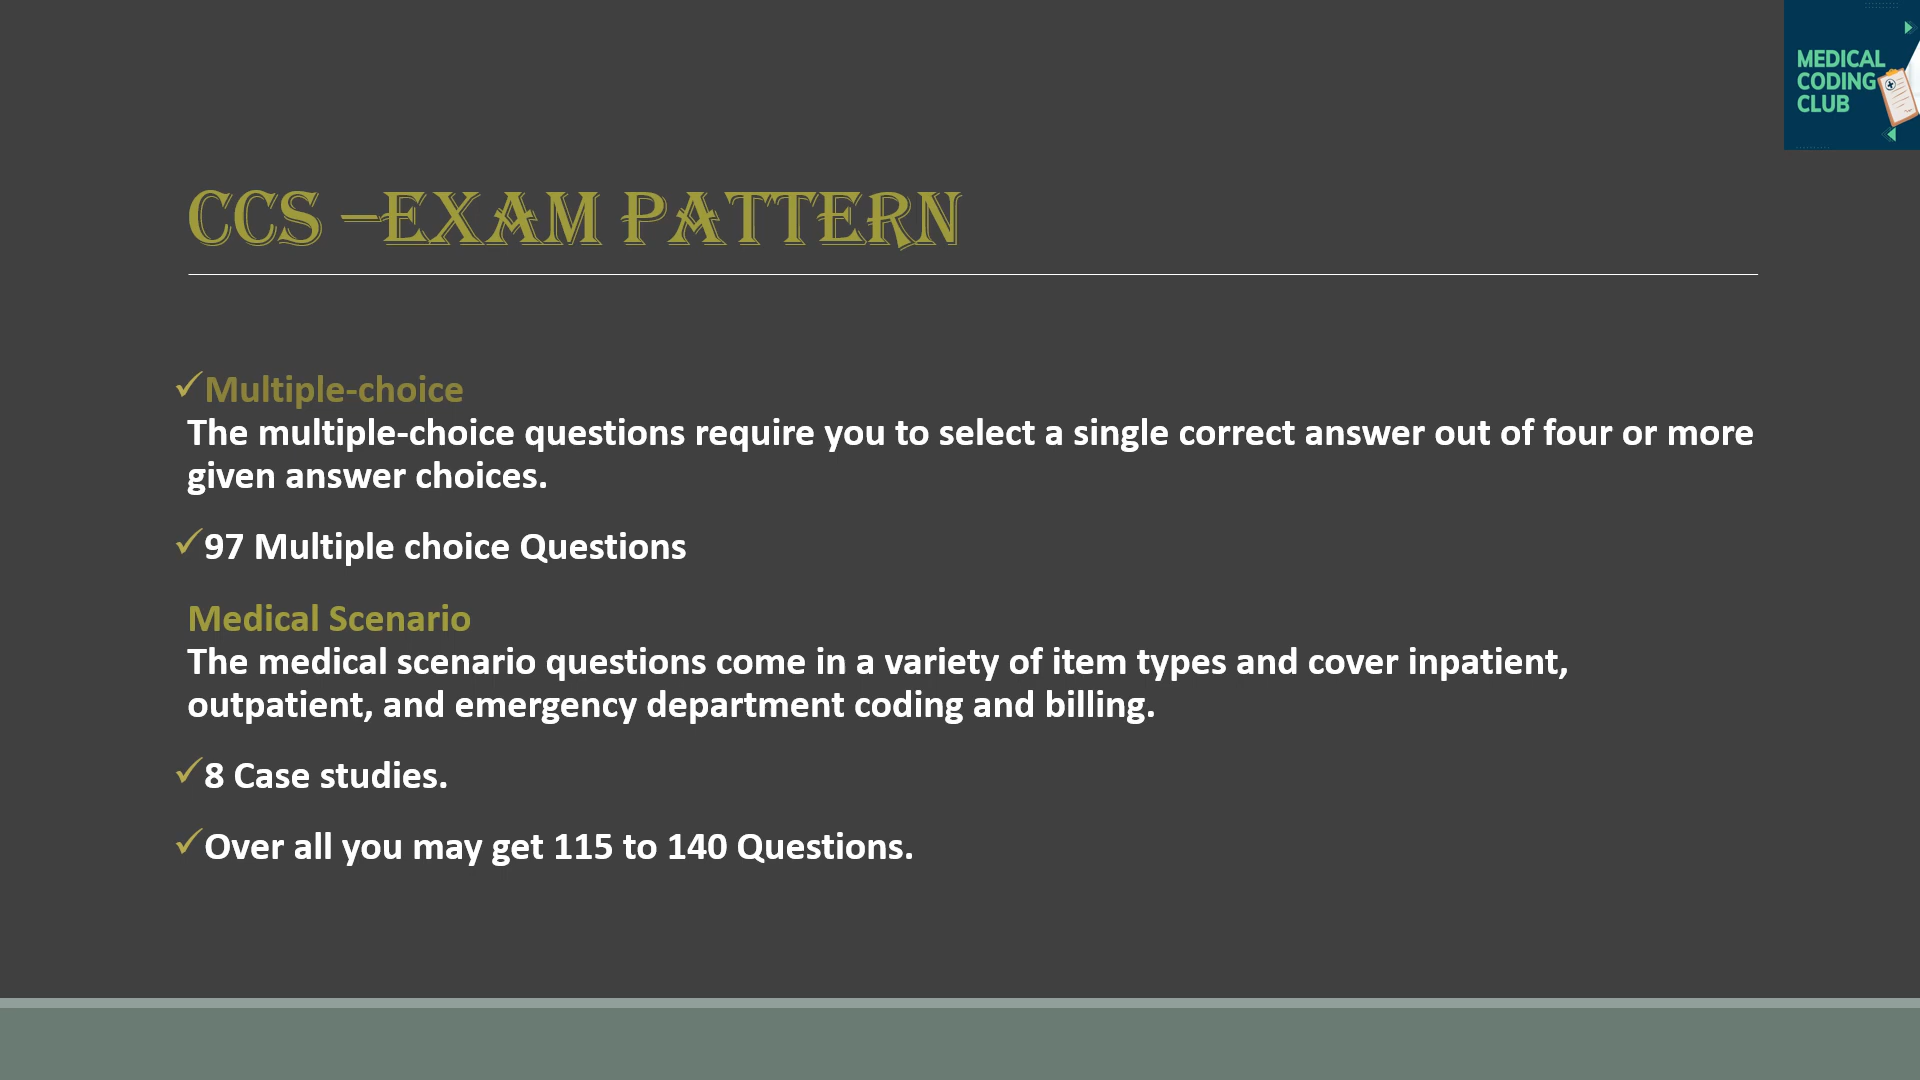 MEDICAL
CODING
CLUB
CCS –EXAM PATTERN
✓Multiple-choice
The multiple-choice questions require you to select a single correct answer out of four or more
given answer choices.
✓97 Multiple choice Questions
Medical Scenario
The medical scenario questions come in a variety of item types and cover inpatient,
outpatient, and emergency department coding and billing.
✓8 Case studies.
✓Over all you may get 115 to 140 Questions.